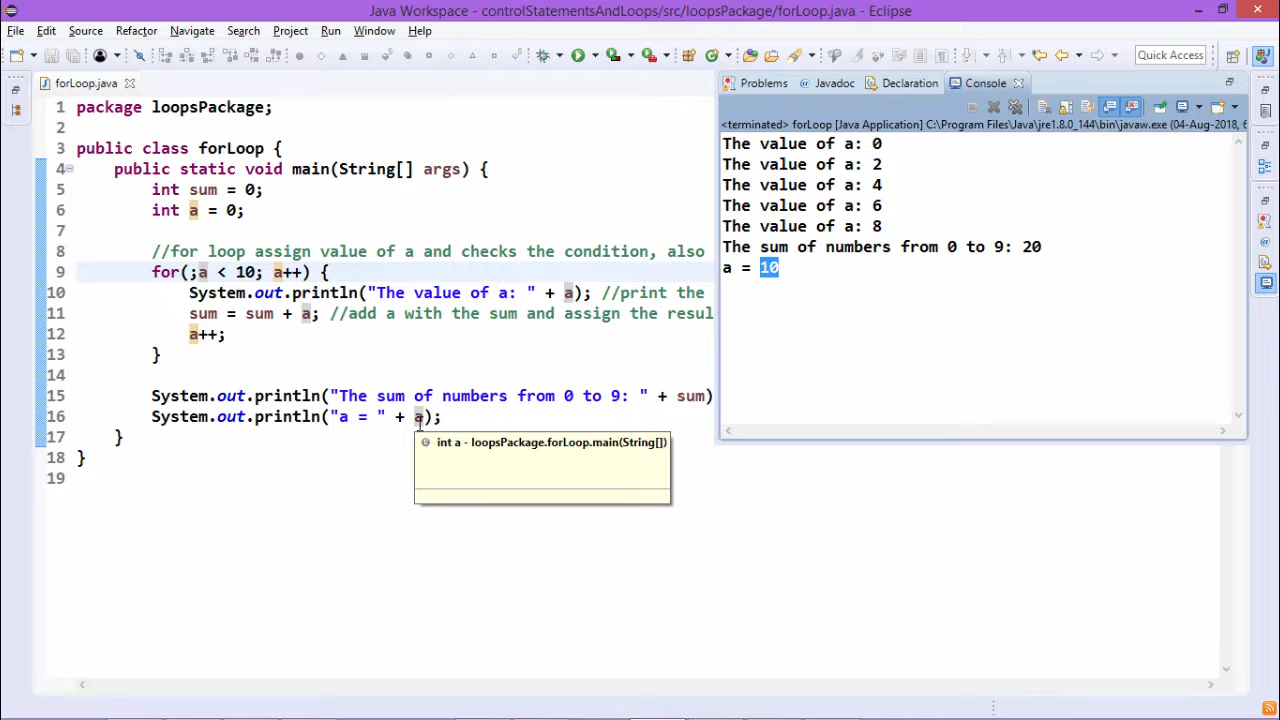 Java Workspace - controlStatementsAndLoops/src/loopsPackage/forLoop.java - Eclipse
File Edit Source Refactor Navigate Search Project Run Window Help
Quick Access
forLoop.java
1 package loopsPackage;
2
3 public class forLoop {
4 public static void main(String[] args) {
5 int sum = 0;
6 int a = 0;
7
8 //for loop assign value of a and checks the condition, also
9 for(;a < 10; a++) {
10 System.out.println("The value of a: " + a); //print the
11 sum = sum + a; //add a with the sum and assign the resul
12 a++;
13 }
14
15 System.out.println("The sum of numbers from 0 to 9: " + sum)
16 System.out.println("a = " + a);
17 }
18 }
19
int a - loopsPackage.forLoop.main(String[])
Problems @ Javadoc Declaration Console
<terminated> forLoop [Java Application] C:\Program Files\Java\jre1.8.0_144\bin\javaw.exe (04-Aug-2018, 6
The value of a: 0
The value of a: 2
The value of a: 4
The value of a: 6
The value of a: 8
The sum of numbers from 0 to 9: 20
a = 10